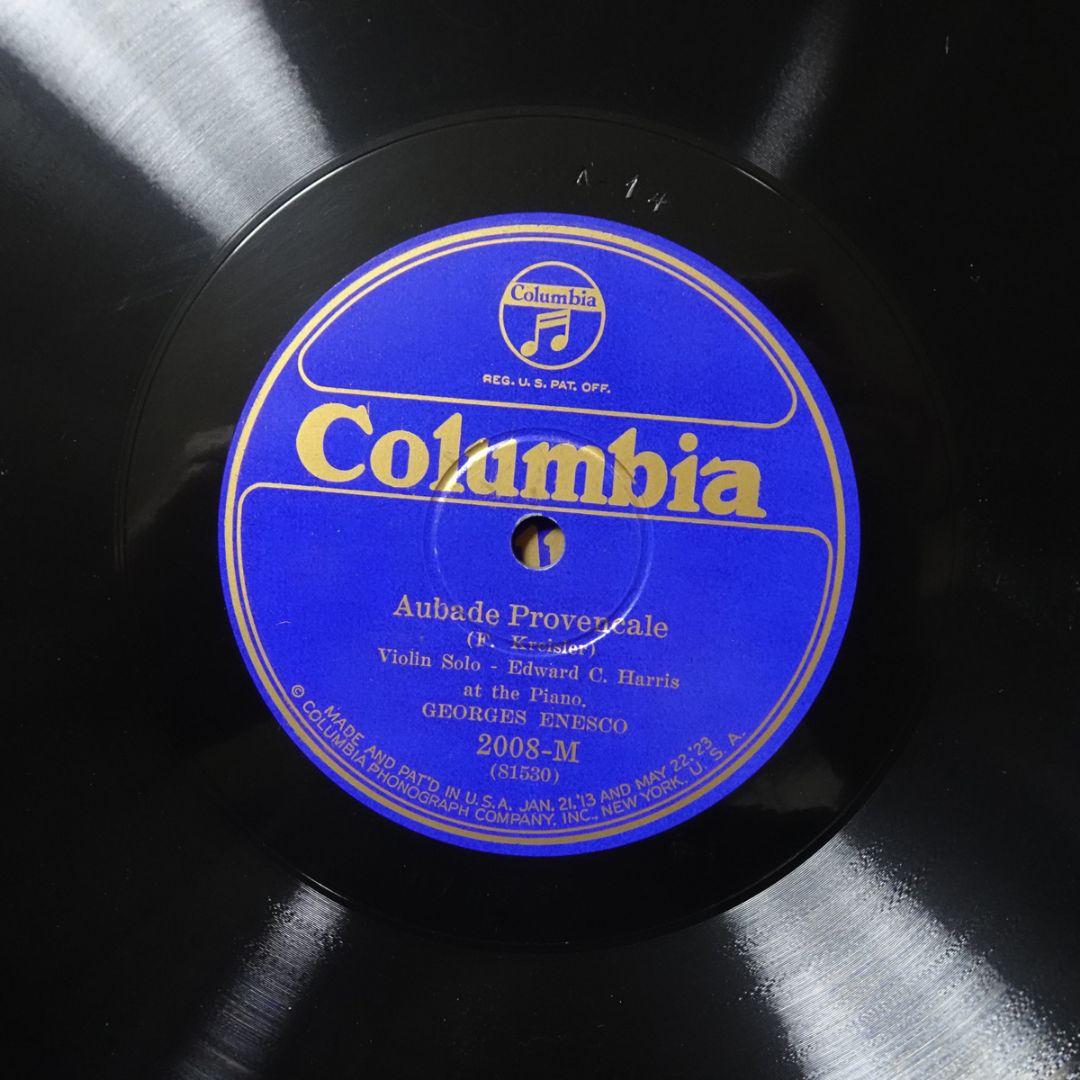 A-14
Columbia
REG. U. S. PAT. OFF.
Columbia
Aubade Provencale
(F. Kreisler)
Violin Solo - Edward C. Harris
at the Piano.
GEORGES ENESCO
2008-M
(81530)
MADE AND PAT'D IN U.S.A. JAN. 21,'13 AND MAY 22,'23
© COLUMBIA PHONOGRAPH COMPANY, INC., NEW YORK, U. S. A.